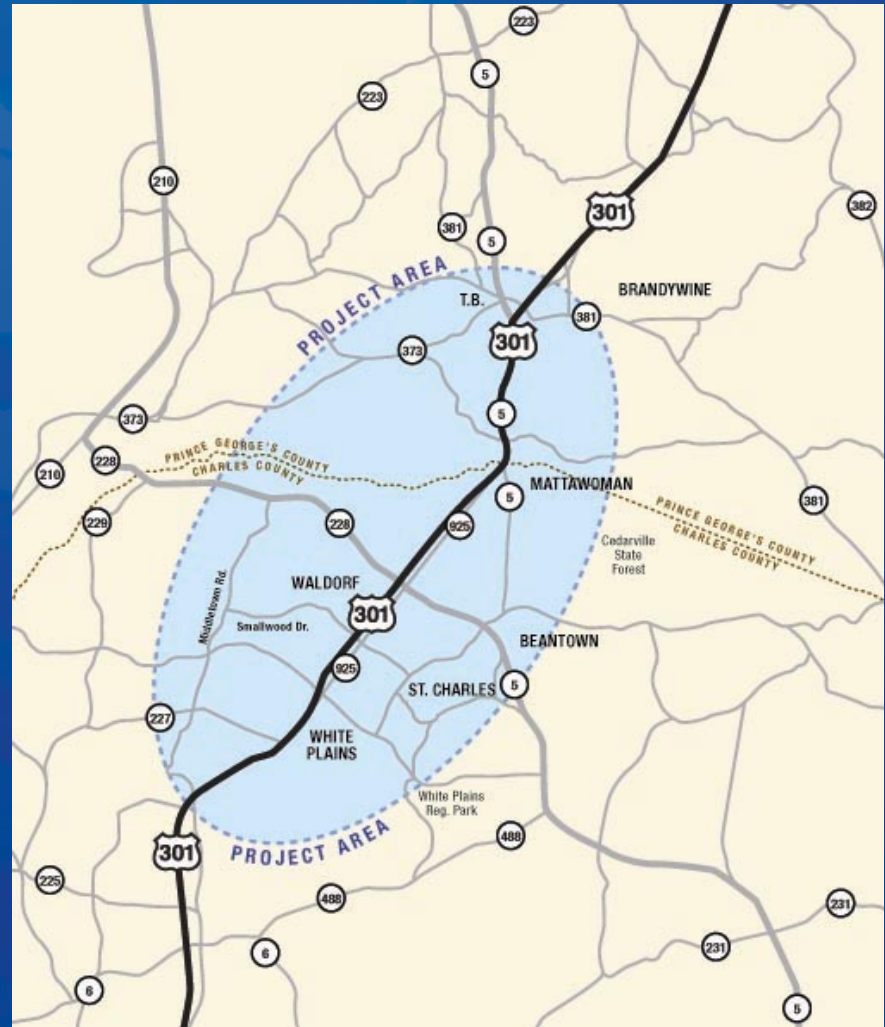 223
5
223
210
382
301
381
5
PROJECT AREA
BRANDYWINE
T.B.
381
301
373
5
373
PRINCE GEORGE'S COUNTY
CHARLES COUNTY
228
210
MATTAWOMAN
5
PRINCE GEORGE'S COUNTY
CHARLES COUNTY
381
229
228
925
Cedarville
State
Forest
WALDORF
Middletown Rd.
301
Smallwood Dr.
BEANTOWN
925
ST. CHARLES
5
227
WHITE
PLAINS
White Plains
Reg. Park
301
PROJECT AREA
488
225
488
231
231
6
6
5